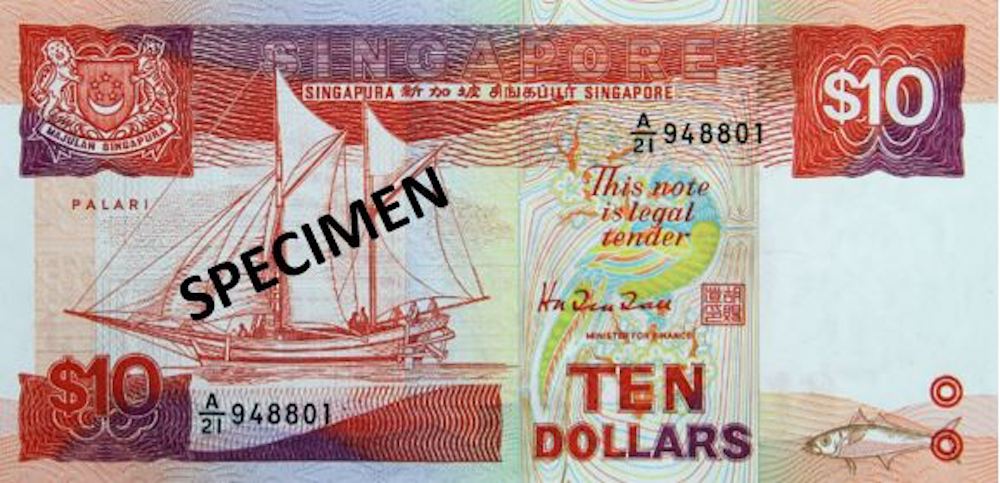 SINGAPORE
SINGAPURA 新加坡 சிங்கப்பூர் SINGAPORE
MAJULAH SINGAPURA
$10
A/21 948801
PALARI
SPECIMEN
This note
is legal
tender
MINISTER FOR FINANCE
$10
A/21 948801
TEN
DOLLARS